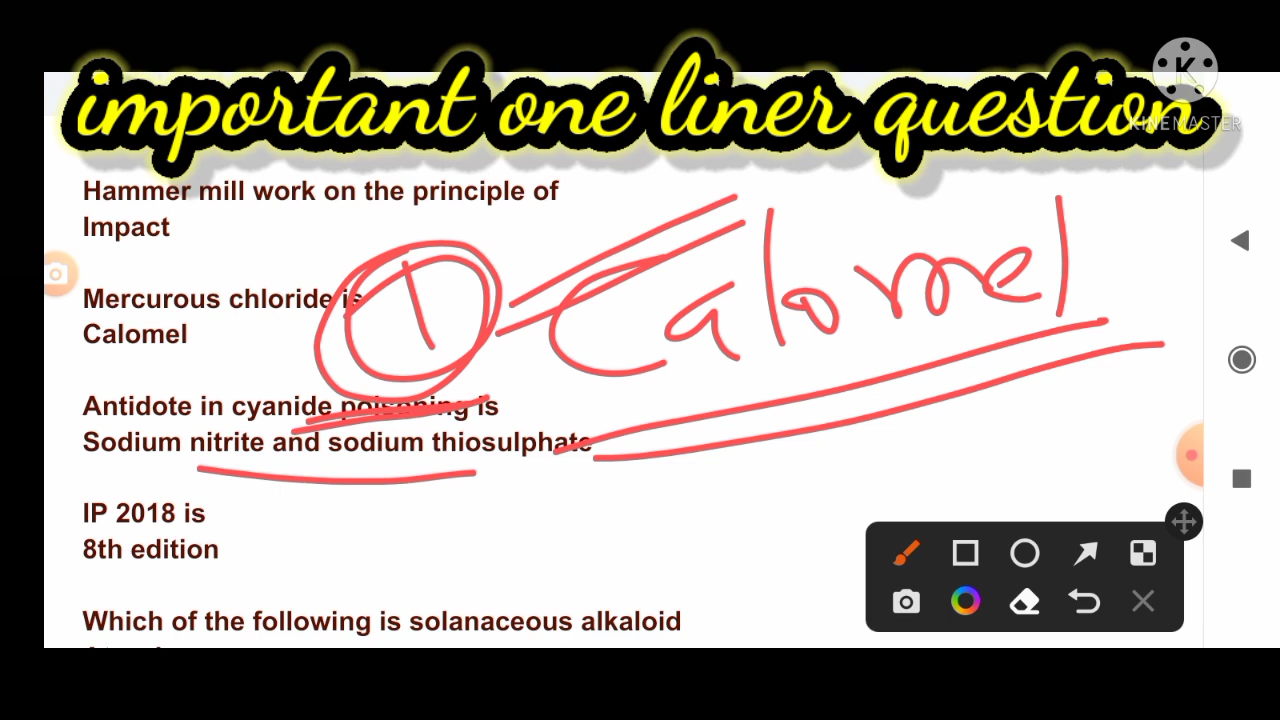 important one liner question
KINEMASTER
Hammer mill work on the principle of
Impact
Mercurous chloride is
Calomel
① Calomel
Antidote in cyanide poisoning is
Sodium nitrite and sodium thiosulphate
IP 2018 is
8th edition
Which of the following is solanaceous alkaloid